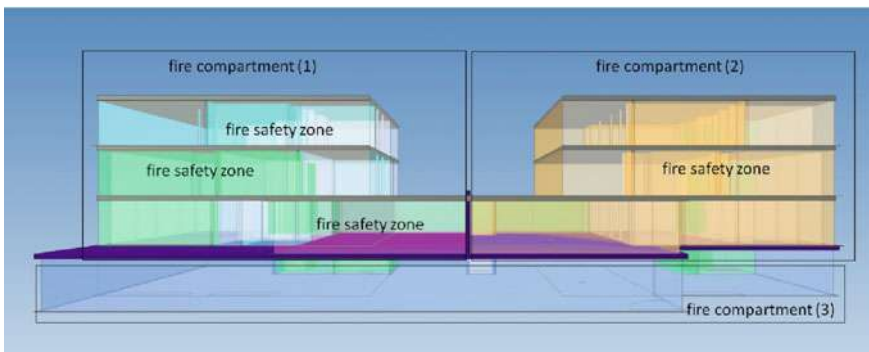 fire compartment (1)
fire compartment (2)
fire safety zone
fire safety zone
fire safety zone
fire safety zone
fire compartment (3)